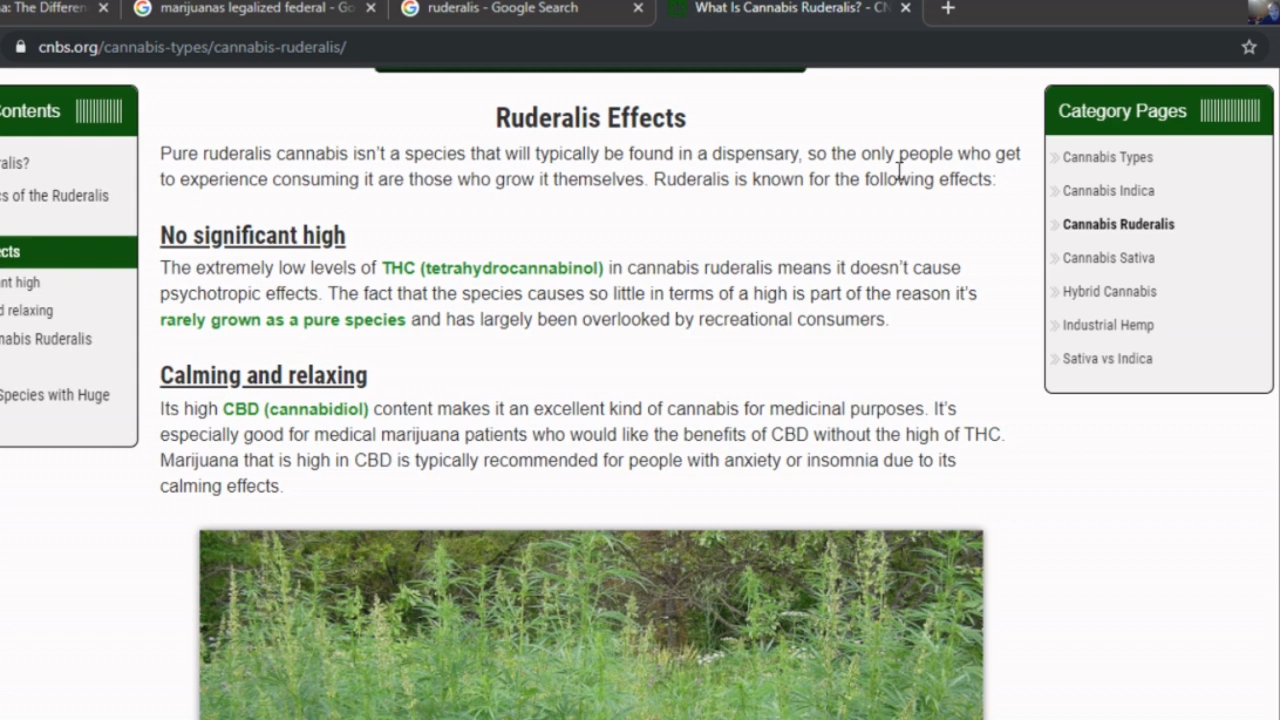 a: The Differen
marijuanas legalized federal - Go
ruderalis - Google Search
What Is Cannabis Ruderalis? - CN
cnbs.org/cannabis-types/cannabis-ruderalis/
Contents
ralis?
cs of the Ruderalis
ects
nt high
d relaxing
nabis Ruderalis
Species with Huge
Ruderalis Effects
Pure ruderalis cannabis isn't a species that will typically be found in a dispensary, so the only people who get
to experience consuming it are those who grow it themselves. Ruderalis is known for the following effects:
No significant high
The extremely low levels of THC (tetrahydrocannabinol) in cannabis ruderalis means it doesn't cause
psychotropic effects. The fact that the species causes so little in terms of a high is part of the reason it's
rarely grown as a pure species and has largely been overlooked by recreational consumers.
Calming and relaxing
Its high CBD (cannabidiol) content makes it an excellent kind of cannabis for medicinal purposes. It's
especially good for medical marijuana patients who would like the benefits of CBD without the high of THC.
Marijuana that is high in CBD is typically recommended for people with anxiety or insomnia due to its
calming effects.
Category Pages
Cannabis Types
Cannabis Indica
Cannabis Ruderalis
Cannabis Sativa
Hybrid Cannabis
Industrial Hemp
Sativa vs Indica